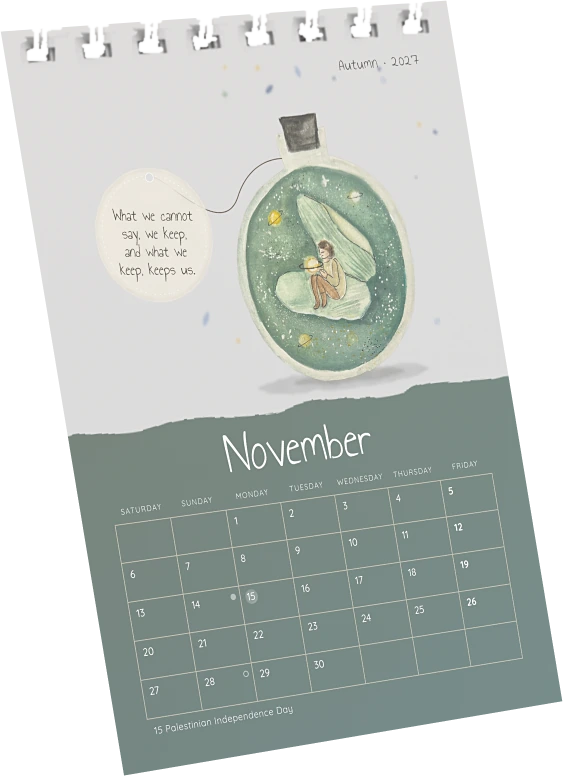 Autumn · 2027
What we cannot
say, we keep,
and what we
keep, keeps us.
November
SATURDAY SUNDAY MONDAY TUESDAY WEDNESDAY THURSDAY FRIDAY
1 2 3 4 5
6 7 8 9 10 11 12
13 14 15 16 17 18 19
20 21 22 23 24 25 26
27 28 29 30
15 Palestinian Independence Day